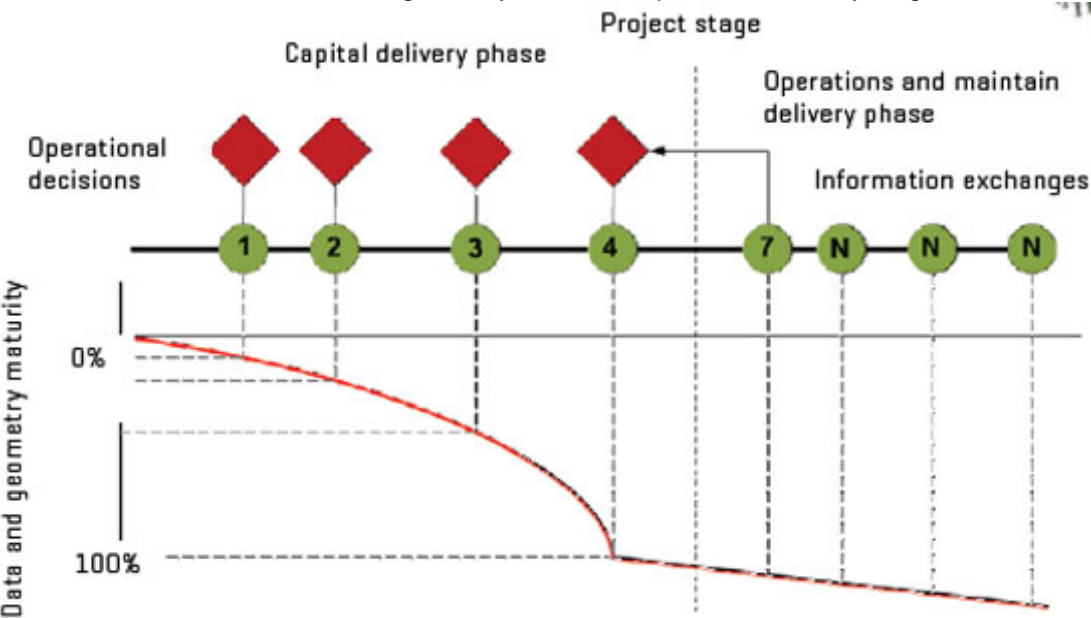 Project stage
Capital delivery phase
Operations and maintain
delivery phase
Operational
decisions
Information exchanges
1 2 3 4 7 N N N
Data and geometry maturity
0%
100%